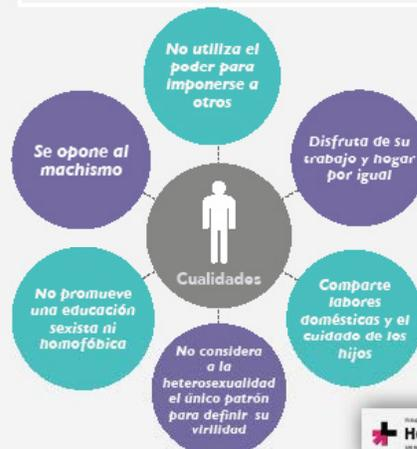 No utiliza el
poder para
imponerse a
otros
Disfruta de su
trabajo y hogar
por igual
Comparte
labores
domésticas y el
cuidado de los
hijos
No considera
a la
heterosexualidad
el único patrón
para definir su
virilidad
No promueve
una educación
sexista ni
homofóbica
Se opone al
machismo
Cualidades